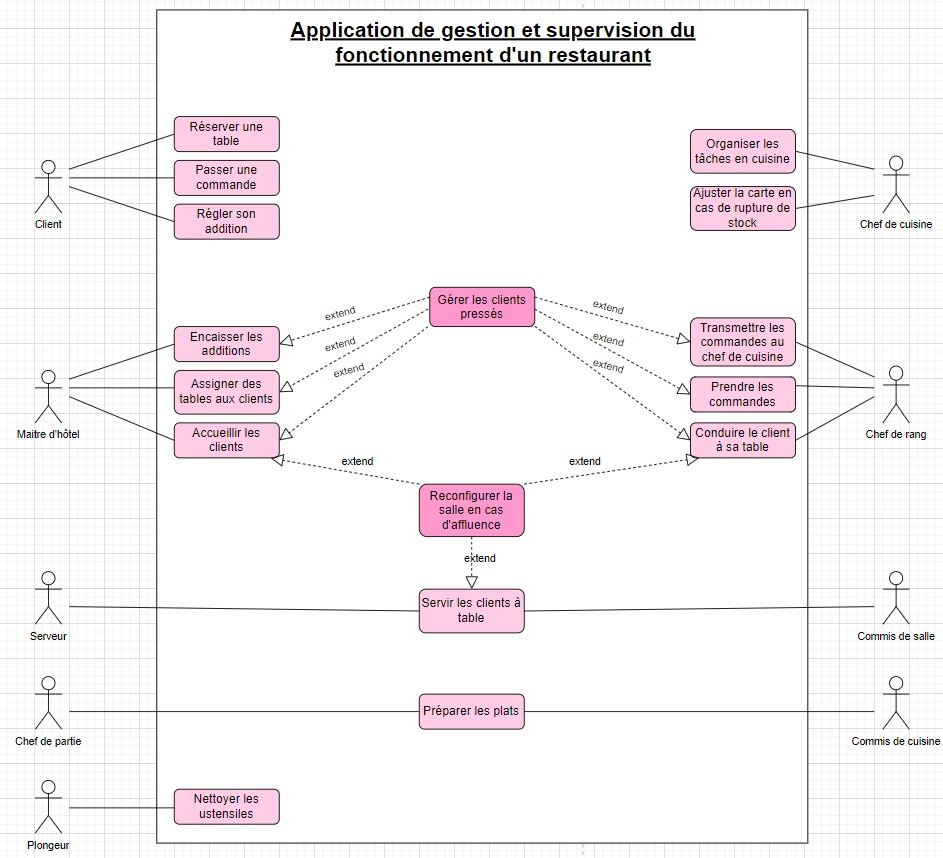 Application de gestion et supervision du
fonctionnement d'un restaurant
Réserver une
table
Passer une
commande
Régler son
addition
Client
Organiser les
tâches en cuisine
Ajuster la carte en
cas de rupture de
stock
Chef de cuisine
Gérer les clients
pressés
extend
extend
extend
extend
extend
extend
Encaisser les
additions
Assigner des
tables aux clients
Accueillir les
clients
Maitre d'hôtel
Transmettre les
commandes au
chef de cuisine
Prendre les
commandes
Conduire le client
à sa table
Chef de rang
extend
extend
Reconfigurer la
salle en cas
d'affluence
extend
Servir les clients à
table
Serveur
Commis de salle
Préparer les plats
Chef de partie
Commis de cuisine
Nettoyer les
ustensiles
Plongeur